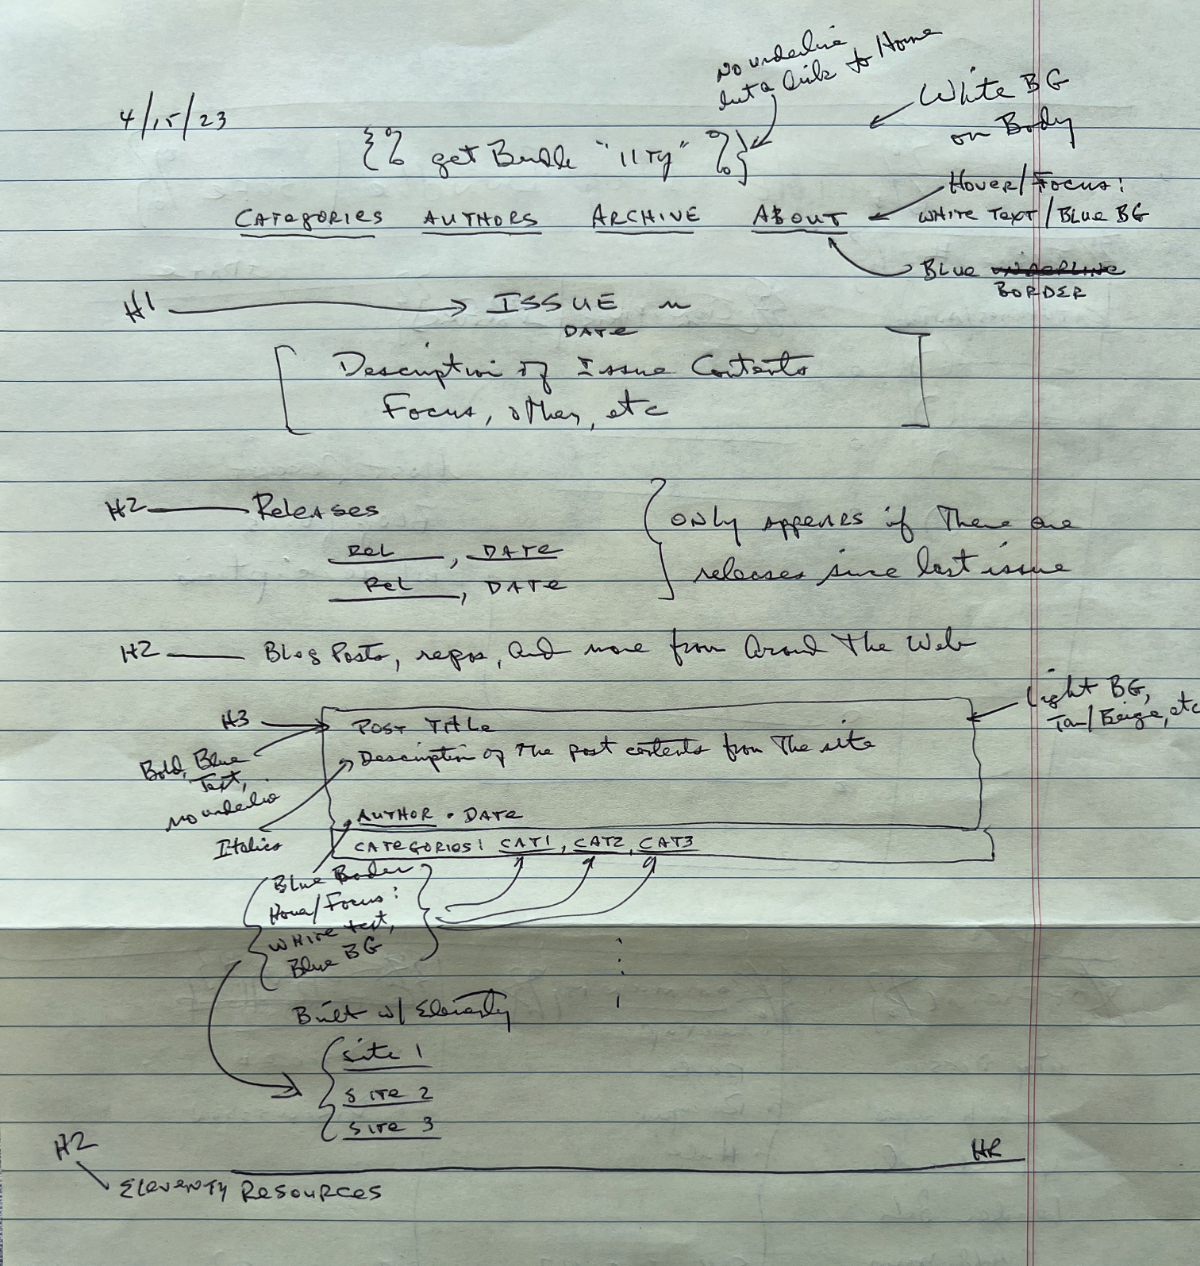 No underline
but a link to Home
White BG
on Body
4/15/23
{% getBundle "11ty" %}
Hover/Focus:
White Text / Blue BG
Categories Authors Archive About
Blue underline
Border
H1 Issue n
Date
Description of Issue Contents
Focus, other, etc
H2 Releases
Only appears if there are
releases since last issue
Rel, Date
Rel, Date
H2 Blog Posts, repos, and more from around the Web
Light BG,
Tan/Beige, etc
H3 Post Title
Bold, Blue
Text,
no underline
Description of the post contents from the site
Italics
Author • Date
Categories: Cat1, Cat2, Cat3
Blue Border
Hover/Focus:
White text,
Blue BG
Built w/ Eleventy
Site 1
Site 2
Site 3
H2
HR
Eleventy Resources